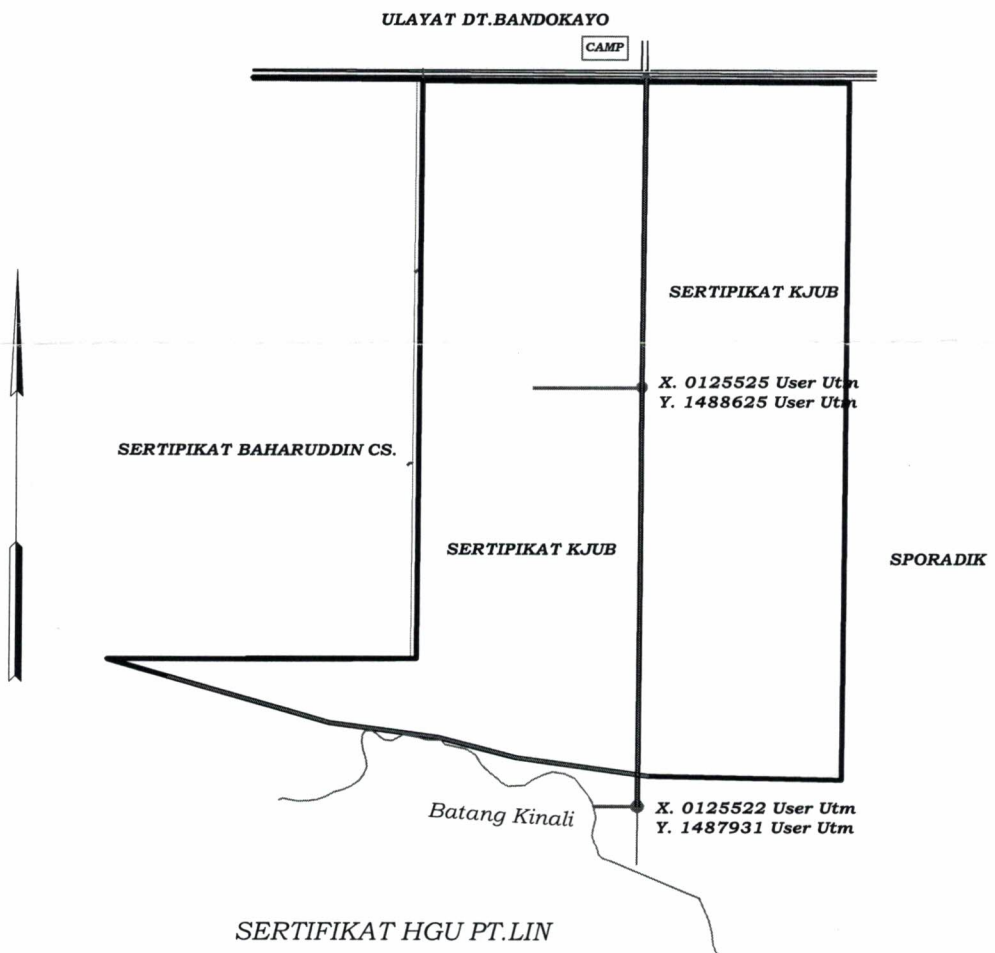 ULAYAT DT.BANDOKAYO
CAMP
SERTIPIKAT KJUB
X. 0125525 User Utm
Y. 1488625 User Utm
SERTIPIKAT BAHARUDDIN CS.
SERTIPIKAT KJUB
SPORADIK
X. 0125522 User Utm
Y. 1487931 User Utm
Batang Kinali
SERTIFIKAT HGU PT.LIN